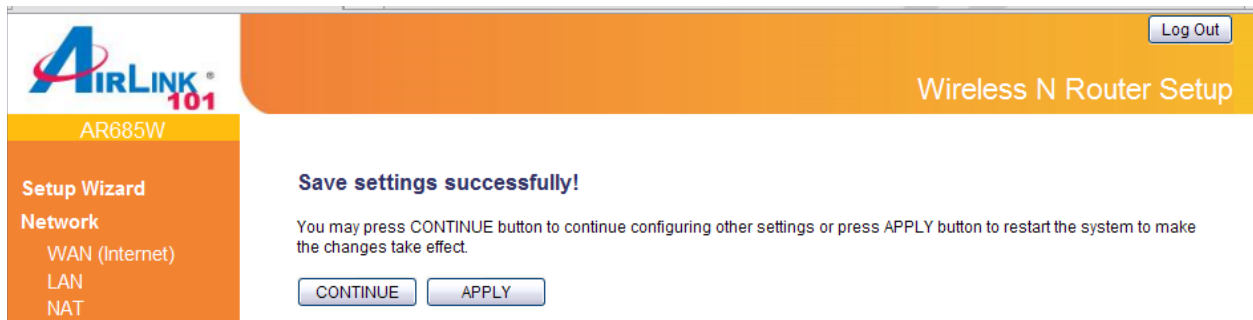 Log Out
AIRLINK®
101
Wireless N Router Setup
AR685W
Setup Wizard
Network
WAN (Internet)
LAN
NAT
Save settings successfully!
You may press CONTINUE button to continue configuring other settings or press APPLY button to restart the system to make
the changes take effect.
CONTINUE APPLY